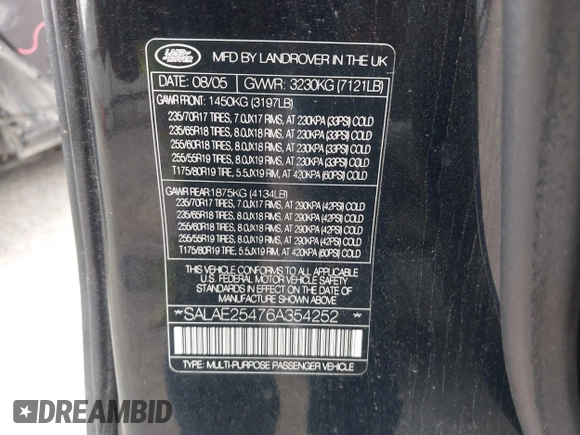 LAND ROVER
MFD BY LANDROVER IN THE UK
DATE: 08/05 GVWR: 3230KG (7121LB)
GAWR FRONT: 1450KG (3197LB)
235/70R17 TIRES, 7.0JX17 RIMS, AT 230KPA (33PSI) COLD
235/65R18 TIRES, 8.0JX18 RIMS, AT 230KPA (33PSI) COLD
255/60R18 TIRES, 8.0JX18 RIMS, AT 230KPA (33PSI) COLD
255/55R19 TIRES, 8.0JX19 RIMS, AT 230KPA (33PSI) COLD
T175/80R19 TIRE, 5.5JX19 RIM, AT 420KPA (60PSI) COLD
GAWR REAR: 1875KG (4134LB)
235/70R17 TIRES, 7.0JX17 RIMS, AT 290KPA (42PSI) COLD
235/65R18 TIRES, 8.0JX18 RIMS, AT 290KPA (42PSI) COLD
255/60R18 TIRES, 8.0JX18 RIMS, AT 290KPA (42PSI) COLD
255/55R19 TIRES, 8.0JX19 RIMS, AT 290KPA (42PSI) COLD
T175/80R19 TIRE, 5.5JX19 RIM, AT 420KPA (60PSI) COLD
THIS VEHICLE CONFORMS TO ALL APPLICABLE
U.S. FEDERAL MOTOR VEHICLE SAFETY
STANDARDS IN EFFECT ON THE DATE OF
MANUFACTURE SHOWN ABOVE.
*SALAE25476A354252 *
TYPE: MULTI-PURPOSE PASSENGER VEHICLE
DREAMBID